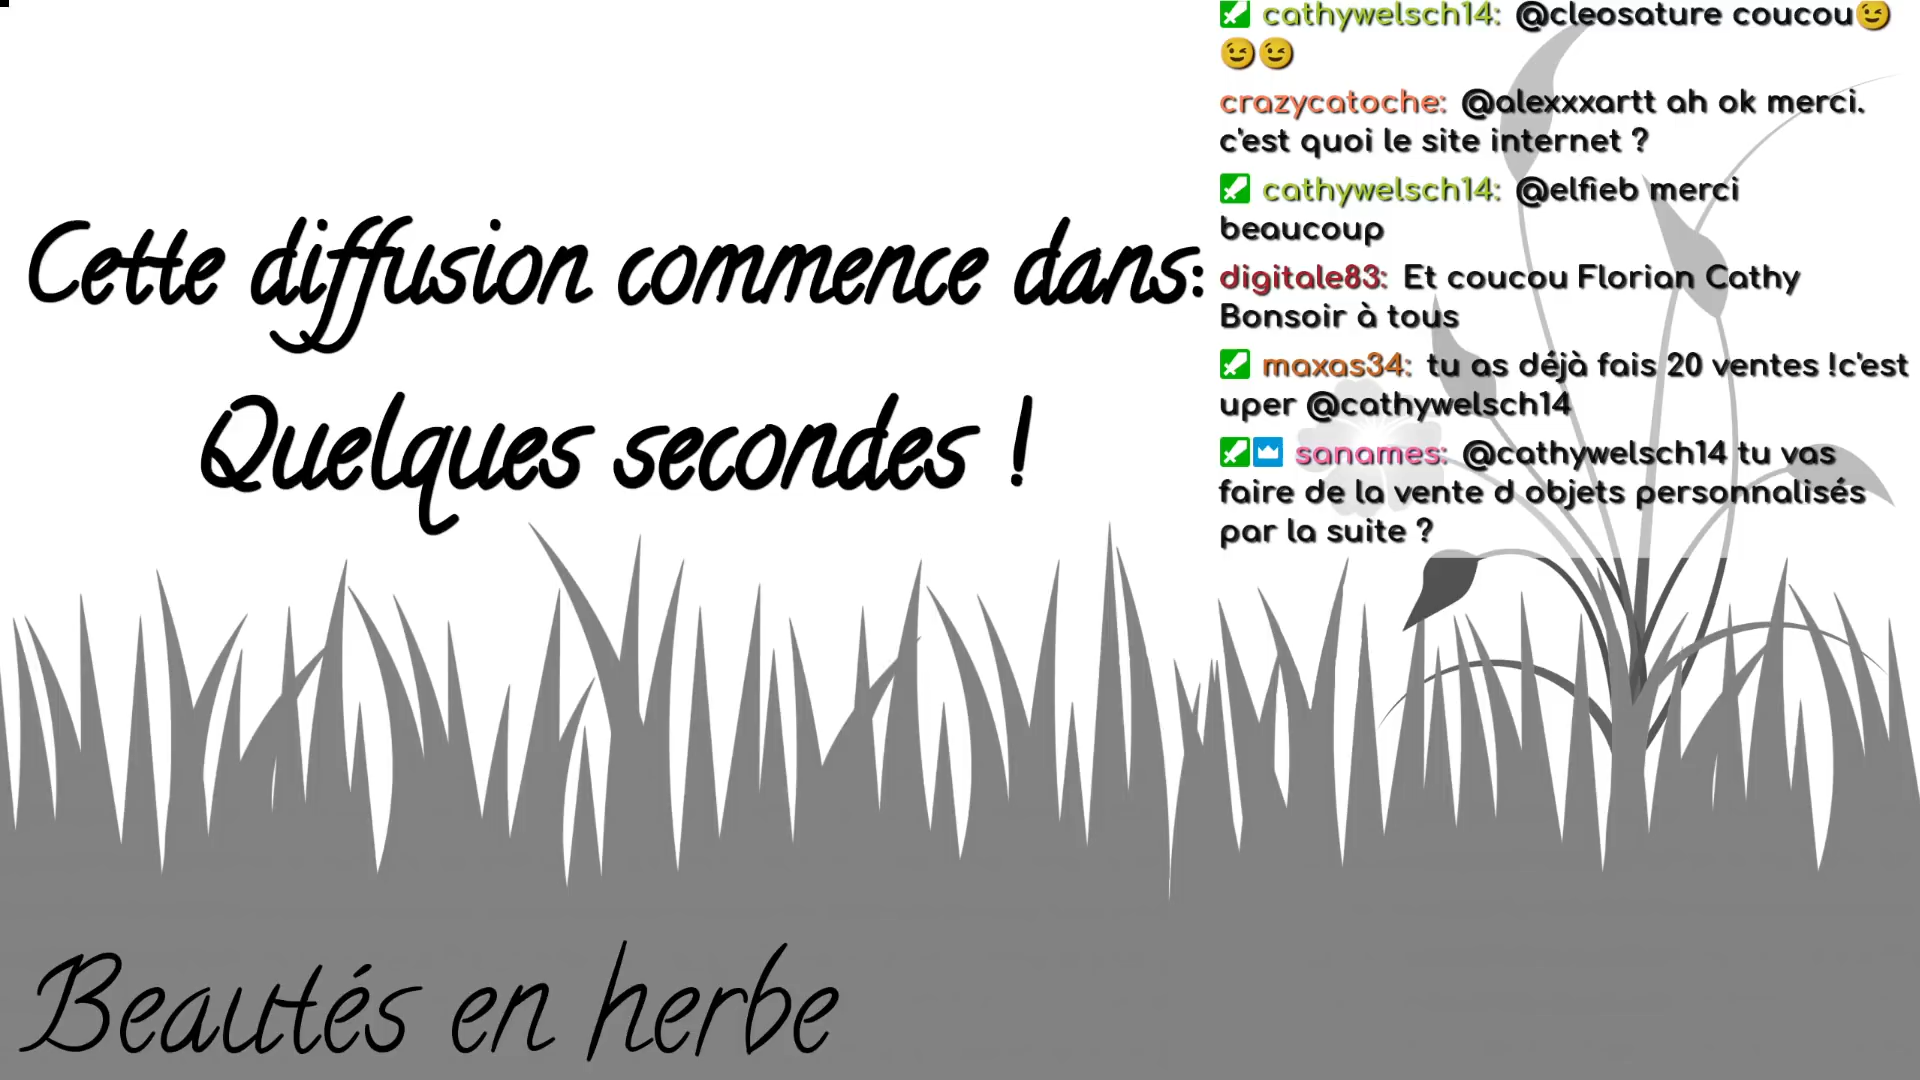 Cette diffusion commence dans:
Quelques secondes !
Beautés en herbe
cathywelsch14: @cleosature coucou😉
😉😉
crazycatoche: @alexxxartt ah ok merci.
c'est quoi le site internet ?
cathywelsch14: @elfieb merci
beaucoup
digitale83: Et coucou Florian Cathy
Bonsoir à tous
maxas34: tu as déjà fais 20 ventes !c'est
uper @cathywelsch14
sanames: @cathywelsch14 tu vas
faire de la vente d objets personnalisés
par la suite ?